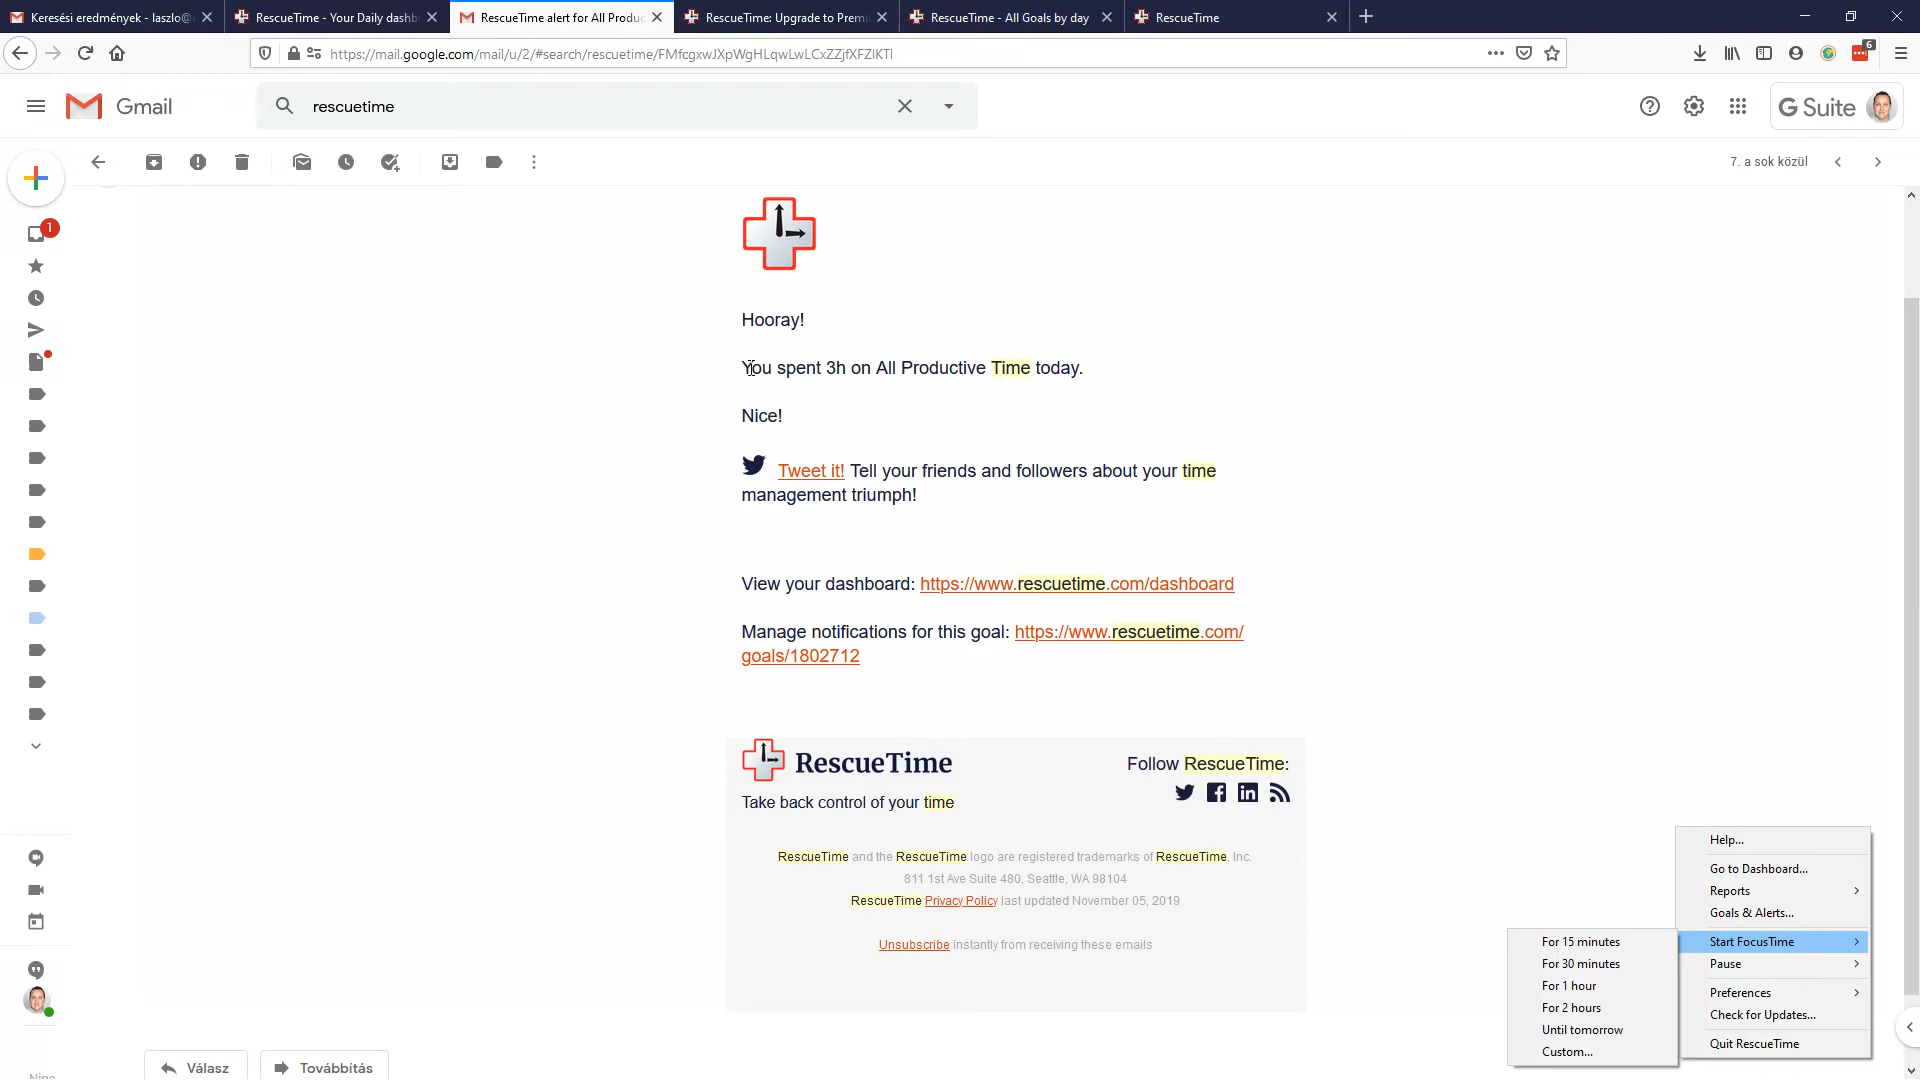 Keresési eredmények - laszlo@
RescueTime - Your Daily dashb
RescueTime alert for All Produc
RescueTime: Upgrade to Premi
RescueTime - All Goals by day
RescueTime
https://mail.google.com/mail/u/2/#search/rescuetime/FMfcgxwJXpWgHLqwLwLCxZZjfXFZlKTl
6
Gmail
rescuetime
G Suite
7. a sok közül
1
Hooray!
You spent 3h on All Productive Time today.
Nice!
Tweet it! Tell your friends and followers about your time
management triumph!
View your dashboard: https://www.rescuetime.com/dashboard
Manage notifications for this goal: https://www.rescuetime.com/
goals/1802712
RescueTime
Follow RescueTime:
Take back control of your time
RescueTime and the RescueTime logo are registered trademarks of RescueTime, Inc.
811 1st Ave Suite 480, Seattle, WA 98104
RescueTime Privacy Policy last updated November 05, 2019
Unsubscribe instantly from receiving these emails
Help...
Go to Dashboard...
Reports
Goals & Alerts...
Start FocusTime
Pause
Preferences
Check for Updates...
Quit RescueTime
For 15 minutes
For 30 minutes
For 1 hour
For 2 hours
Until tomorrow
Custom...
Válasz
Továbbítás